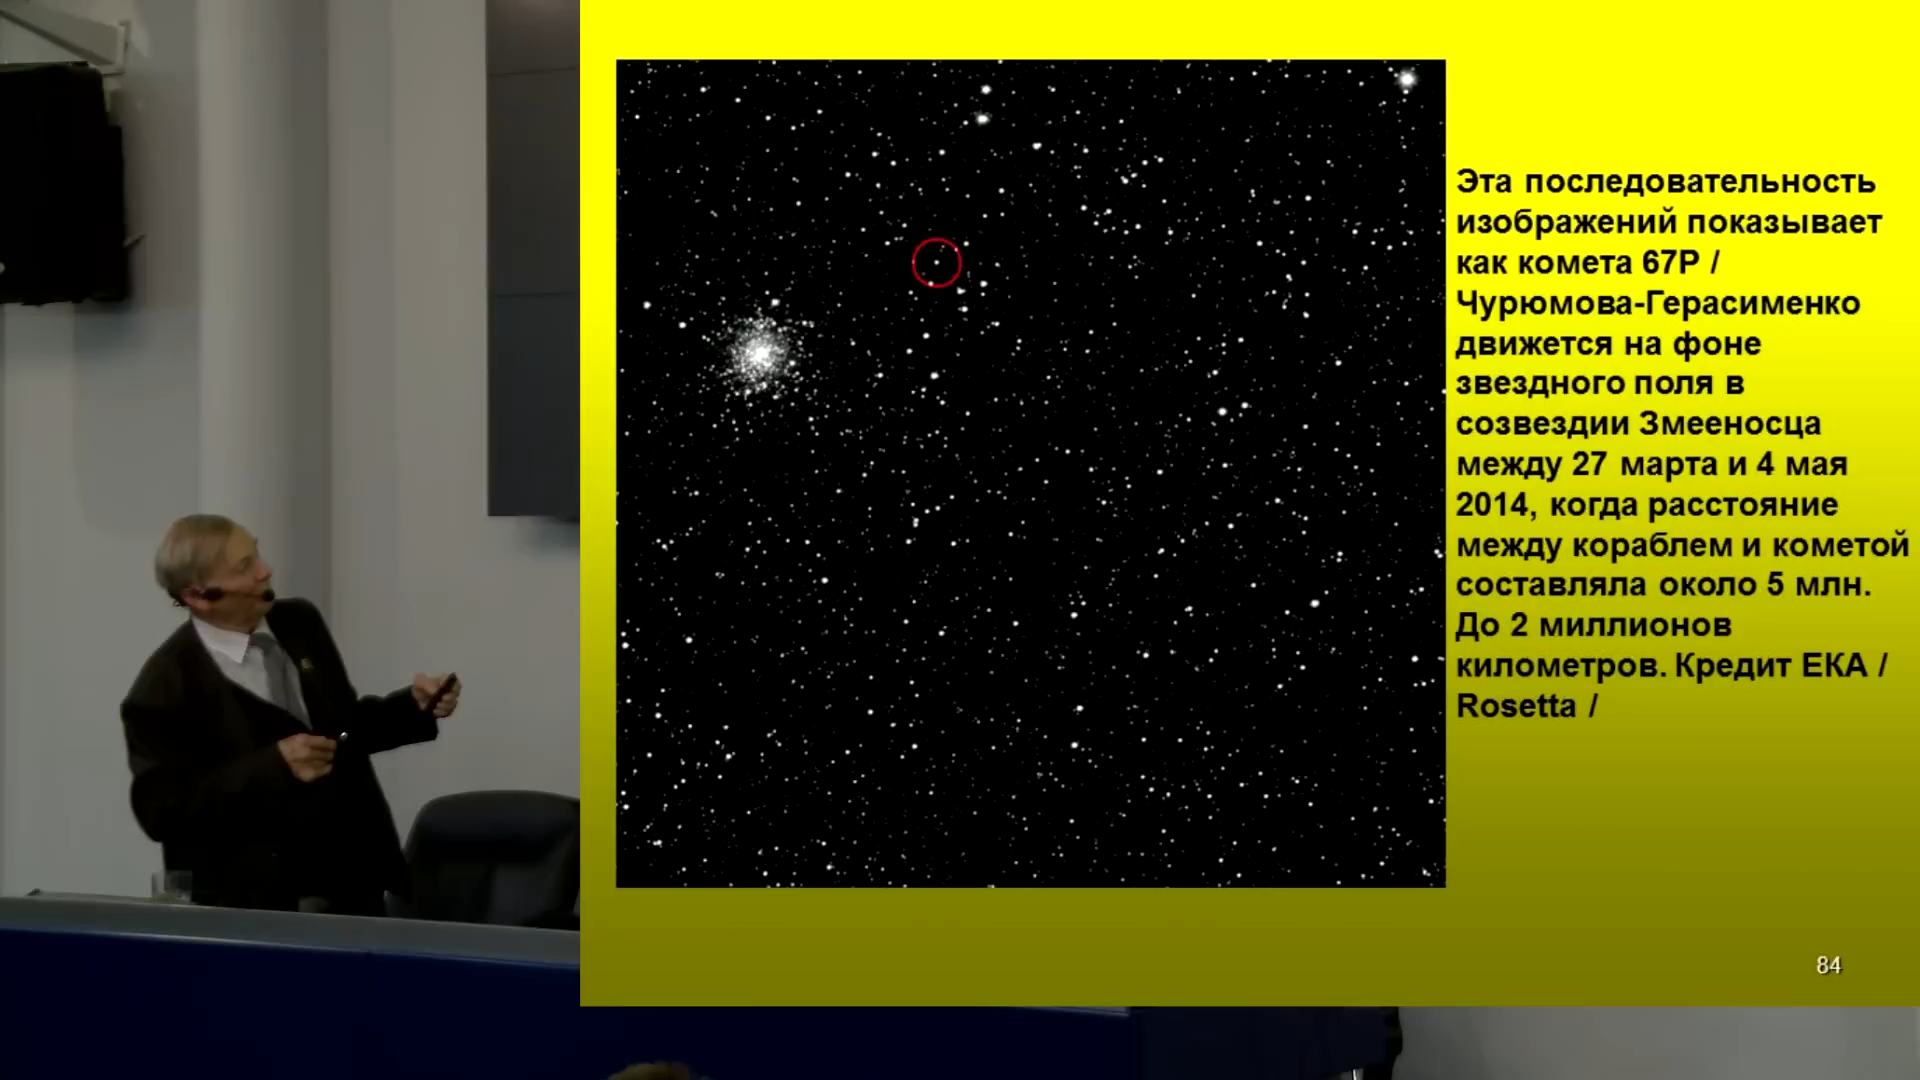 Эта последовательность
изображений показывает
как комета 67P /
Чурюмова-Герасименко
движется на фоне
звездного поля в
созвездии Змееносца
между 27 марта и 4 мая
2014, когда расстояние
между кораблем и кометой
составляла около 5 млн.
До 2 миллионов
километров. Кредит ЕКА /
Rosetta /
84